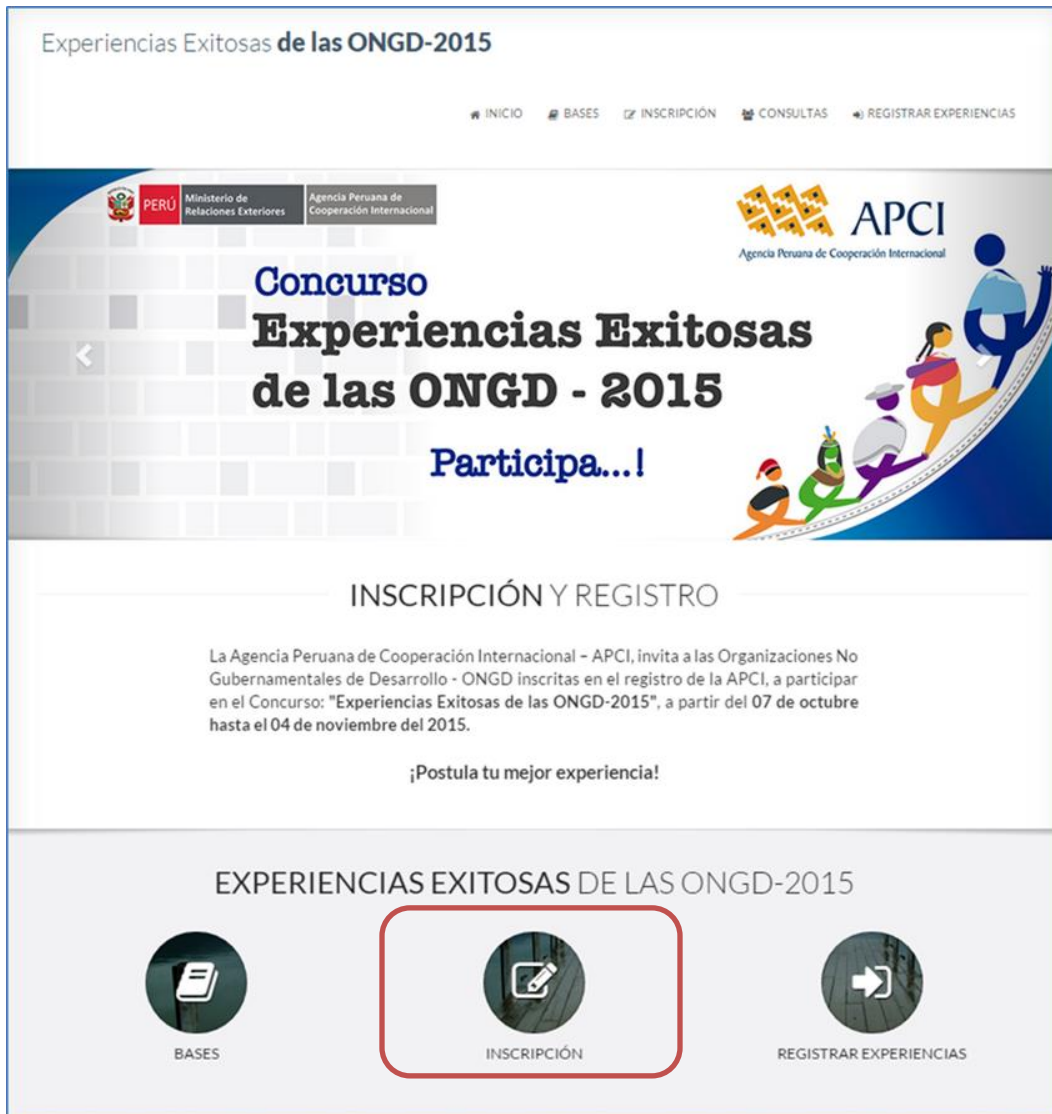 Experiencias Exitosas de las ONGD-2015
INICIO BASES INSCRIPCIÓN CONSULTAS REGISTRAR EXPERIENCIAS
PERÚ
Ministerio de
Relaciones Exteriores
Agencia Peruana de
Cooperación Internacional
APCI
Agencia Peruana de Cooperación Internacional
Concurso
Experiencias Exitosas
de las ONGD - 2015
Participa...!
INSCRIPCIÓN Y REGISTRO
La Agencia Peruana de Cooperación Internacional – APCI, invita a las Organizaciones No
Gubernamentales de Desarrollo - ONGD inscritas en el registro de la APCI, a participar
en el Concurso: "Experiencias Exitosas de las ONGD-2015", a partir del 07 de octubre
hasta el 04 de noviembre del 2015.
¡Postula tu mejor experiencia!
EXPERIENCIAS EXITOSAS DE LAS ONGD-2015
BASES
INSCRIPCIÓN
REGISTRAR EXPERIENCIAS